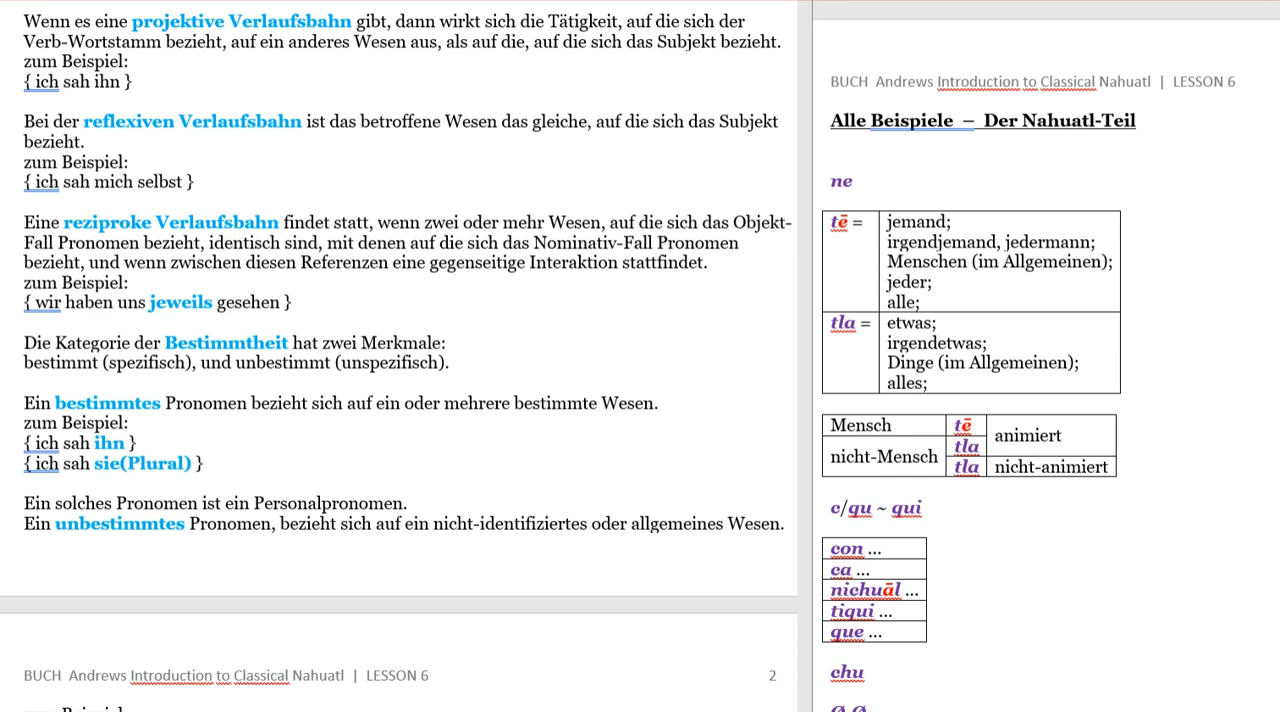 Wenn es eine projektive Verlaufsbahn gibt, dann wirkt sich die Tätigkeit, auf die sich der
Verb-Wortstamm bezieht, auf ein anderes Wesen aus, als auf die, auf die sich das Subjekt bezieht.
zum Beispiel:
{ ich sah ihn }
Bei der reflexiven Verlaufsbahn ist das betroffene Wesen das gleiche, auf die sich das Subjekt
bezieht.
zum Beispiel:
{ ich sah mich selbst }
Eine reziproke Verlaufsbahn findet statt, wenn zwei oder mehr Wesen, auf die sich das Objekt-
Fall Pronomen bezieht, identisch sind, mit denen auf die sich das Nominativ-Fall Pronomen
bezieht, und wenn zwischen diesen Referenzen eine gegenseitige Interaktion stattfindet.
zum Beispiel:
{ wir haben uns jeweils gesehen }
Die Kategorie der Bestimmtheit hat zwei Merkmale:
bestimmt (spezifisch), und unbestimmt (unspezifisch).
Ein bestimmtes Pronomen bezieht sich auf ein oder mehrere bestimmte Wesen.
zum Beispiel:
{ ich sah ihn }
{ ich sah sie(Plural) }
Ein solches Pronomen ist ein Personalpronomen.
Ein unbestimmtes Pronomen, bezieht sich auf ein nicht-identifiziertes oder allgemeines Wesen.
BUCH Andrews Introduction to Classical Nahuatl | LESSON 6 2
BUCH Andrews Introduction to Classical Nahuatl | LESSON 6
Alle Beispiele – Der Nahuatl-Teil
ne
tē = jemand;
irgendjemand, jedermann;
Menschen (im Allgemeinen);
jeder;
alle;
tla = etwas;
irgendetwas;
Dinge (im Allgemeinen);
alles;
Mensch tē animiert
nicht-Mensch tla
tla nicht-animiert
c/qu ~ qui
con ...
ca ...
nichuāl ...
tiqui ...
que ...
chu